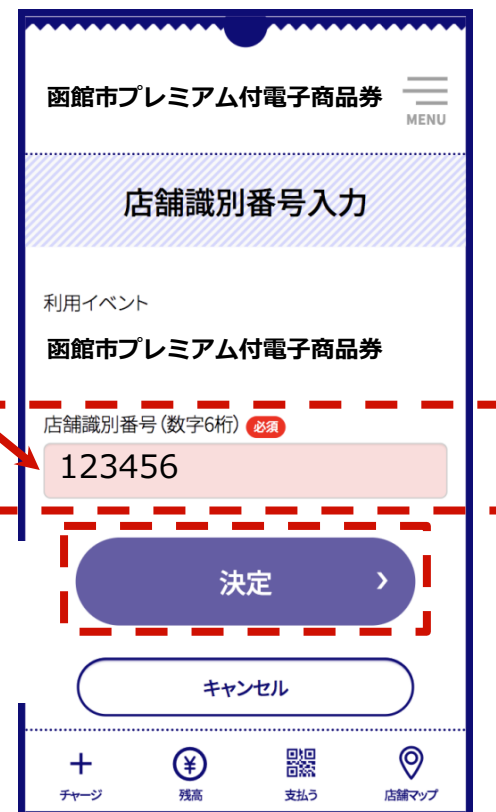 函館市プレミアム付電子商品券
MENU
店舗識別番号入力
利用イベント
函館市プレミアム付電子商品券
店舗識別番号(数字6桁) 必須
123456
決定
キャンセル
チャージ 残高 支払う 店舗マップ